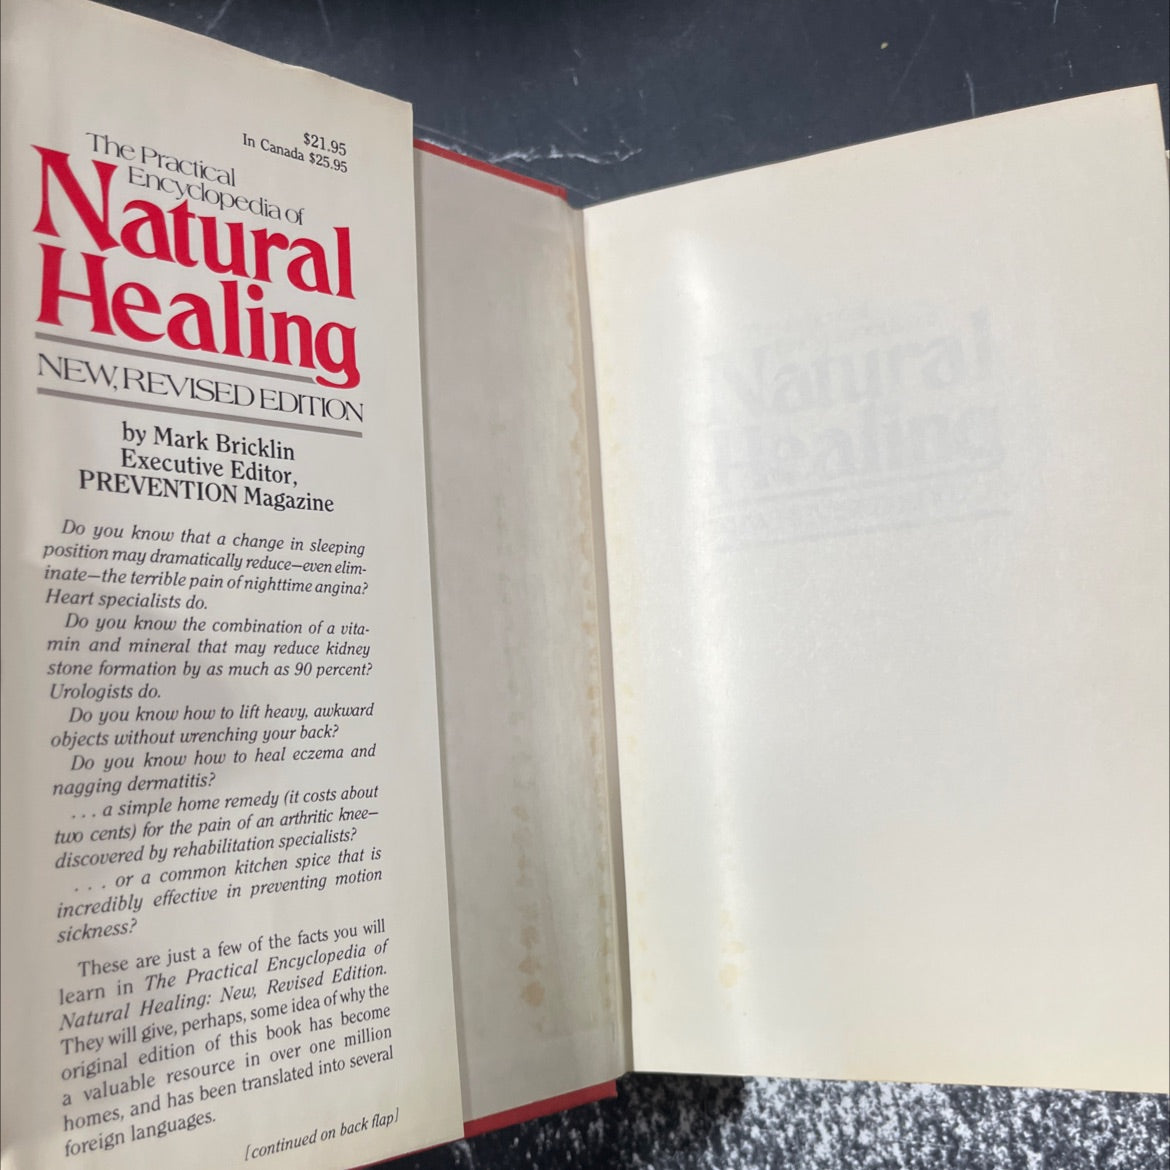 $21.95
In Canada $25.95
The Practical
Encyclopedia of
Natural
Healing
NEW, REVISED EDITION
by Mark Bricklin
Executive Editor,
PREVENTION Magazine
Do you know that a change in sleeping
position may dramatically reduce—even elim-
inate—the terrible pain of nighttime angina?
Heart specialists do.
Do you know the combination of a vita-
min and mineral that may reduce kidney
stone formation by as much as 90 percent?
Urologists do.
Do you know how to lift heavy, awkward
objects without wrenching your back?
Do you know how to heal eczema and
nagging dermatitis?
. . . a simple home remedy (it costs about
two cents) for the pain of an arthritic knee—
discovered by rehabilitation specialists?
. . . or a common kitchen spice that is
incredibly effective in preventing motion
sickness?
These are just a few of the facts you will
learn in The Practical Encyclopedia of
Natural Healing: New, Revised Edition.
They will give, perhaps, some idea of why the
original edition of this book has become
a valuable resource in over one million
homes, and has been translated into several
foreign languages.
[continued on back flap]
Natural
Healing